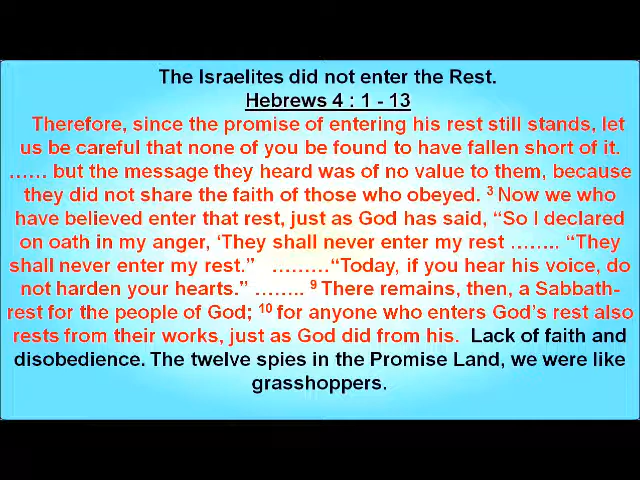 The Israelites did not enter the Rest.
Hebrews 4 : 1 - 13
Therefore, since the promise of entering his rest still stands, let
us be careful that none of you be found to have fallen short of it.
…… but the message they heard was of no value to them, because
they did not share the faith of those who obeyed. ³ Now we who
have believed enter that rest, just as God has said, “So I declared
on oath in my anger, ‘They shall never enter my rest …….. “They
shall never enter my rest.” ………“Today, if you hear his voice, do
not harden your hearts.” …….. ⁹ There remains, then, a Sabbath-
rest for the people of God; ¹⁰ for anyone who enters God’s rest also
rests from their works, just as God did from his. Lack of faith and
disobedience. The twelve spies in the Promise Land, we were like
grasshoppers.